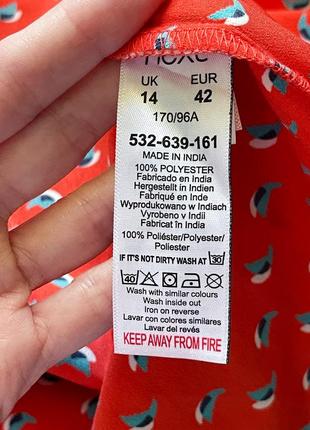 next
UK EUR
14 42
170/96A
532-639-161
MADE IN INDIA
100% POLYESTER
Fabricado en India
Hergestellt in Indien
Fabriqué en Inde
Wyprodukowano w Indiach
Vyrobeno v Indii
Fabricat în India
100% Poliéster/Polyester/
Poliester
IF IT'S NOT DIRTY WASH AT 30
40
Wash with similar colours
Wash inside out
Iron on reverse
Lavar con colores similares
Lavar del revés
KEEP AWAY FROM FIRE